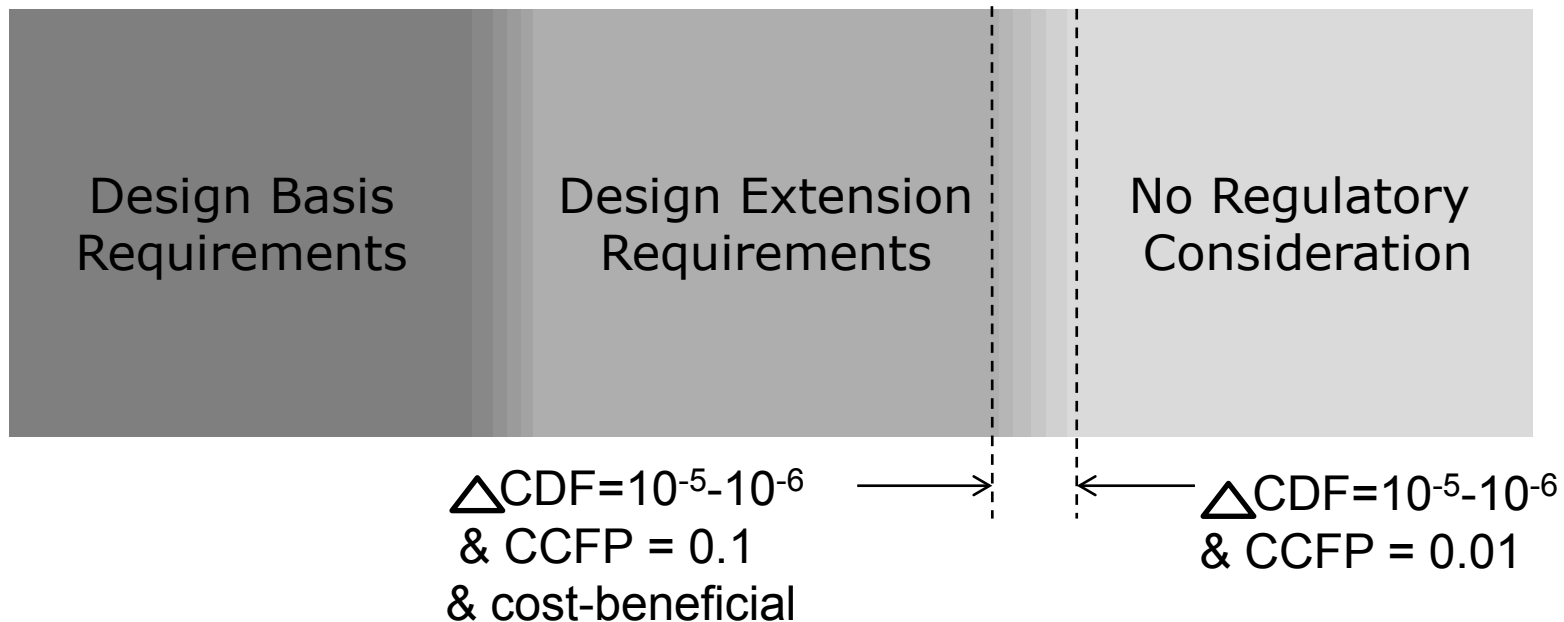 Design Basis
Requirements
Design Extension
Requirements
No Regulatory
Consideration
△CDF=10⁻⁵-10⁻⁶
& CCFP = 0.1
& cost-beneficial
△CDF=10⁻⁵-10⁻⁶
& CCFP = 0.01